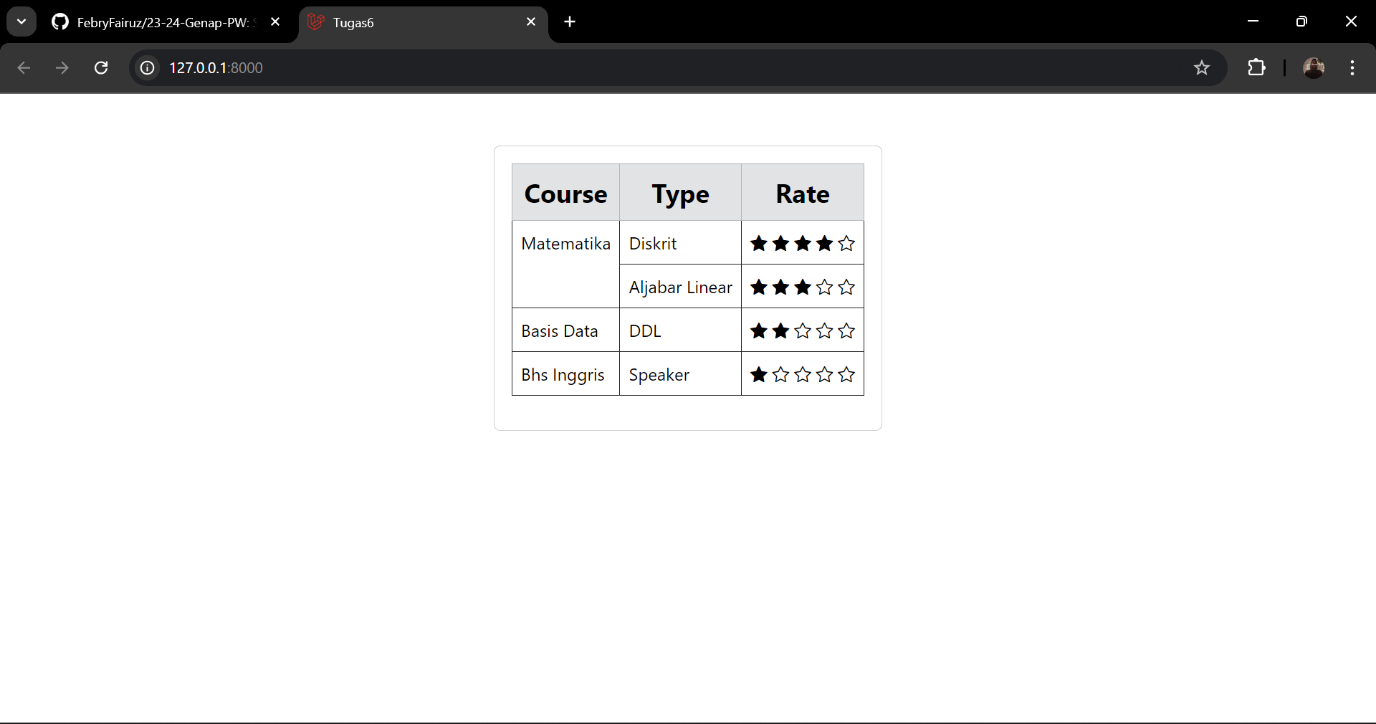 FebryFairuz/23-24-Genap-PW:
Tugas6
127.0.0.1:8000
Course Type Rate
Matematika Diskrit ★★★★☆
Aljabar Linear ★★★☆☆
Basis Data DDL ★★☆☆☆
Bhs Inggris Speaker ★☆☆☆☆